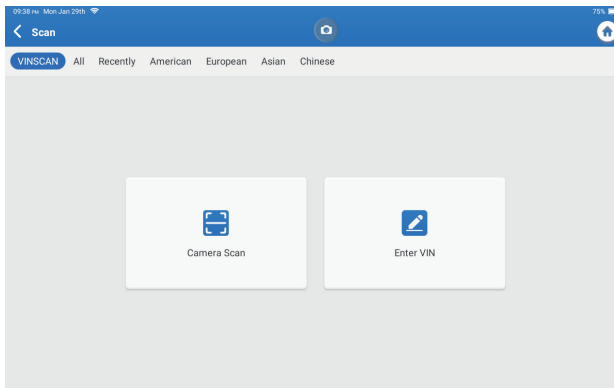 09:38 PM Mon Jan 29th 75%
Scan
VINSCAN All Recently American European Asian Chinese
Camera Scan Enter VIN